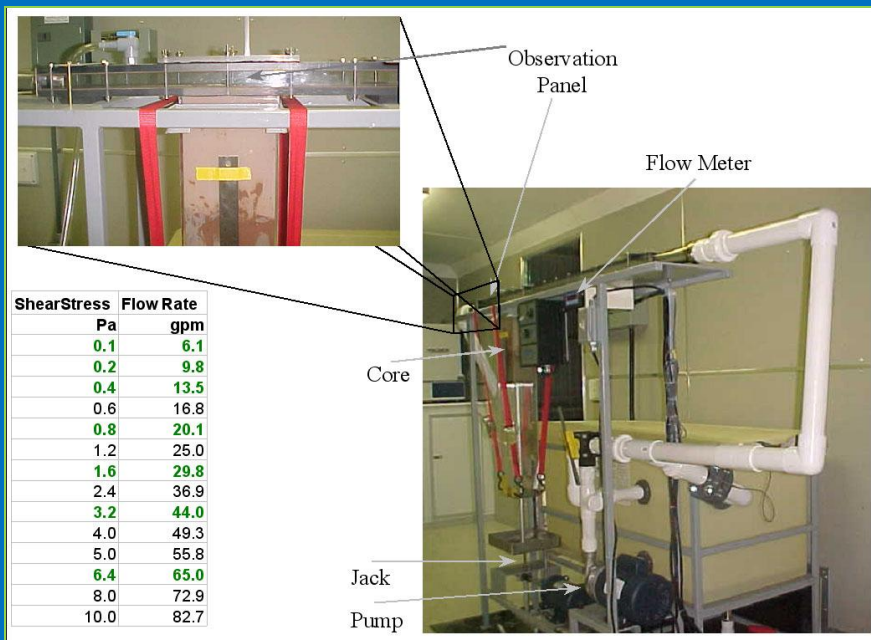 Observation
Panel
Flow Meter
ShearStress Flow Rate
Pa gpm
0.1 6.1
0.2 9.8
0.4 13.5
0.6 16.8
0.8 20.1
1.2 25.0
1.6 29.8
2.4 36.9
3.2 44.0
4.0 49.3
5.0 55.8
6.4 65.0
8.0 72.9
10.0 82.7
Core
Jack
Pump